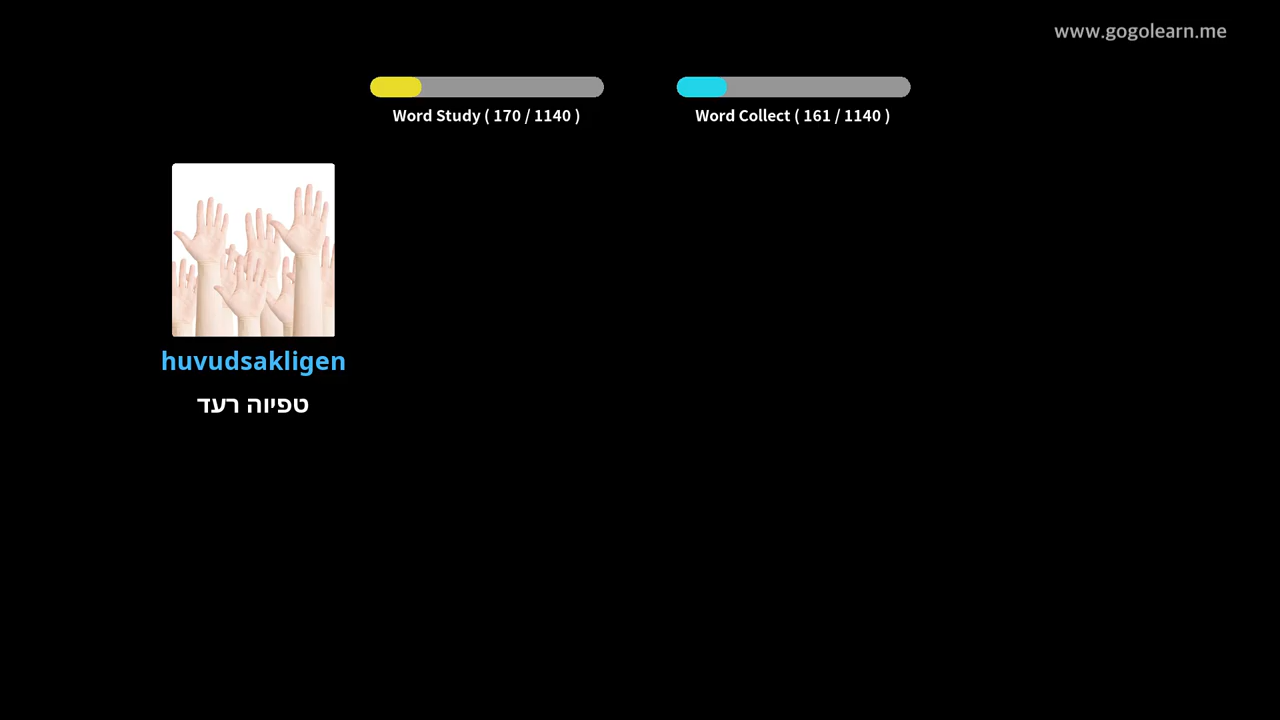 www.gogolearn.me
Word Study ( 170 / 1140 )
Word Collect ( 161 / 1140 )
huvudsakligen
טפיוה רעד